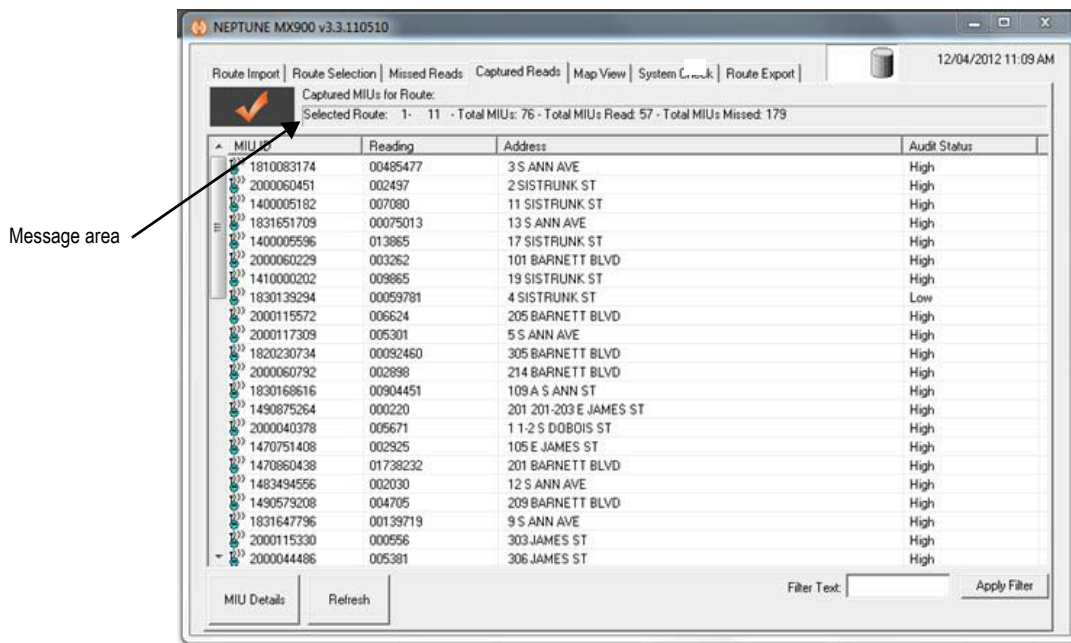 NEPTUNE MX900 v3.3.110510
12/04/2012 11:09 AM
Route Import Route Selection Missed Reads Captured Reads Map View System Route Export
Captured MIUs for Route:
Selected Route: 1- 11 - Total MIUs: 76 - Total MIUs Read: 57 - Total MIUs Missed: 179
Message area
MIU ID Reading Address Audit Status
1810083174 00485477 3 S ANN AVE High
2000060451 002497 2 SISTRUNK ST High
1400005182 007080 11 SISTRUNK ST High
1831651709 00075013 13 S ANN AVE High
1400005596 013865 17 SISTRUNK ST High
2000060229 003262 101 BARNETT BLVD High
1410000202 009865 19 SISTRUNK ST High
1830139294 00059781 4 SISTRUNK ST Low
2000115572 006624 205 BARNETT BLVD High
2000117309 005301 5 S ANN AVE High
1820230734 00092460 305 BARNETT BLVD High
2000060792 002898 214 BARNETT BLVD High
1830168616 00904451 109 A S ANN ST High
1490875264 000220 201 201-203 E JAMES ST High
2000040378 005671 1 1-2 S DOBOIS ST High
1470751408 002925 105 E JAMES ST High
1470860438 01738232 201 BARNETT BLVD High
1483494556 002030 12 S ANN AVE High
1490579208 004705 209 BARNETT BLVD High
1831647796 00139719 9 S ANN AVE High
2000115330 000556 303 JAMES ST High
2000044486 005381 306 JAMES ST High
MIU Details Refresh Filter Text: Apply Filter